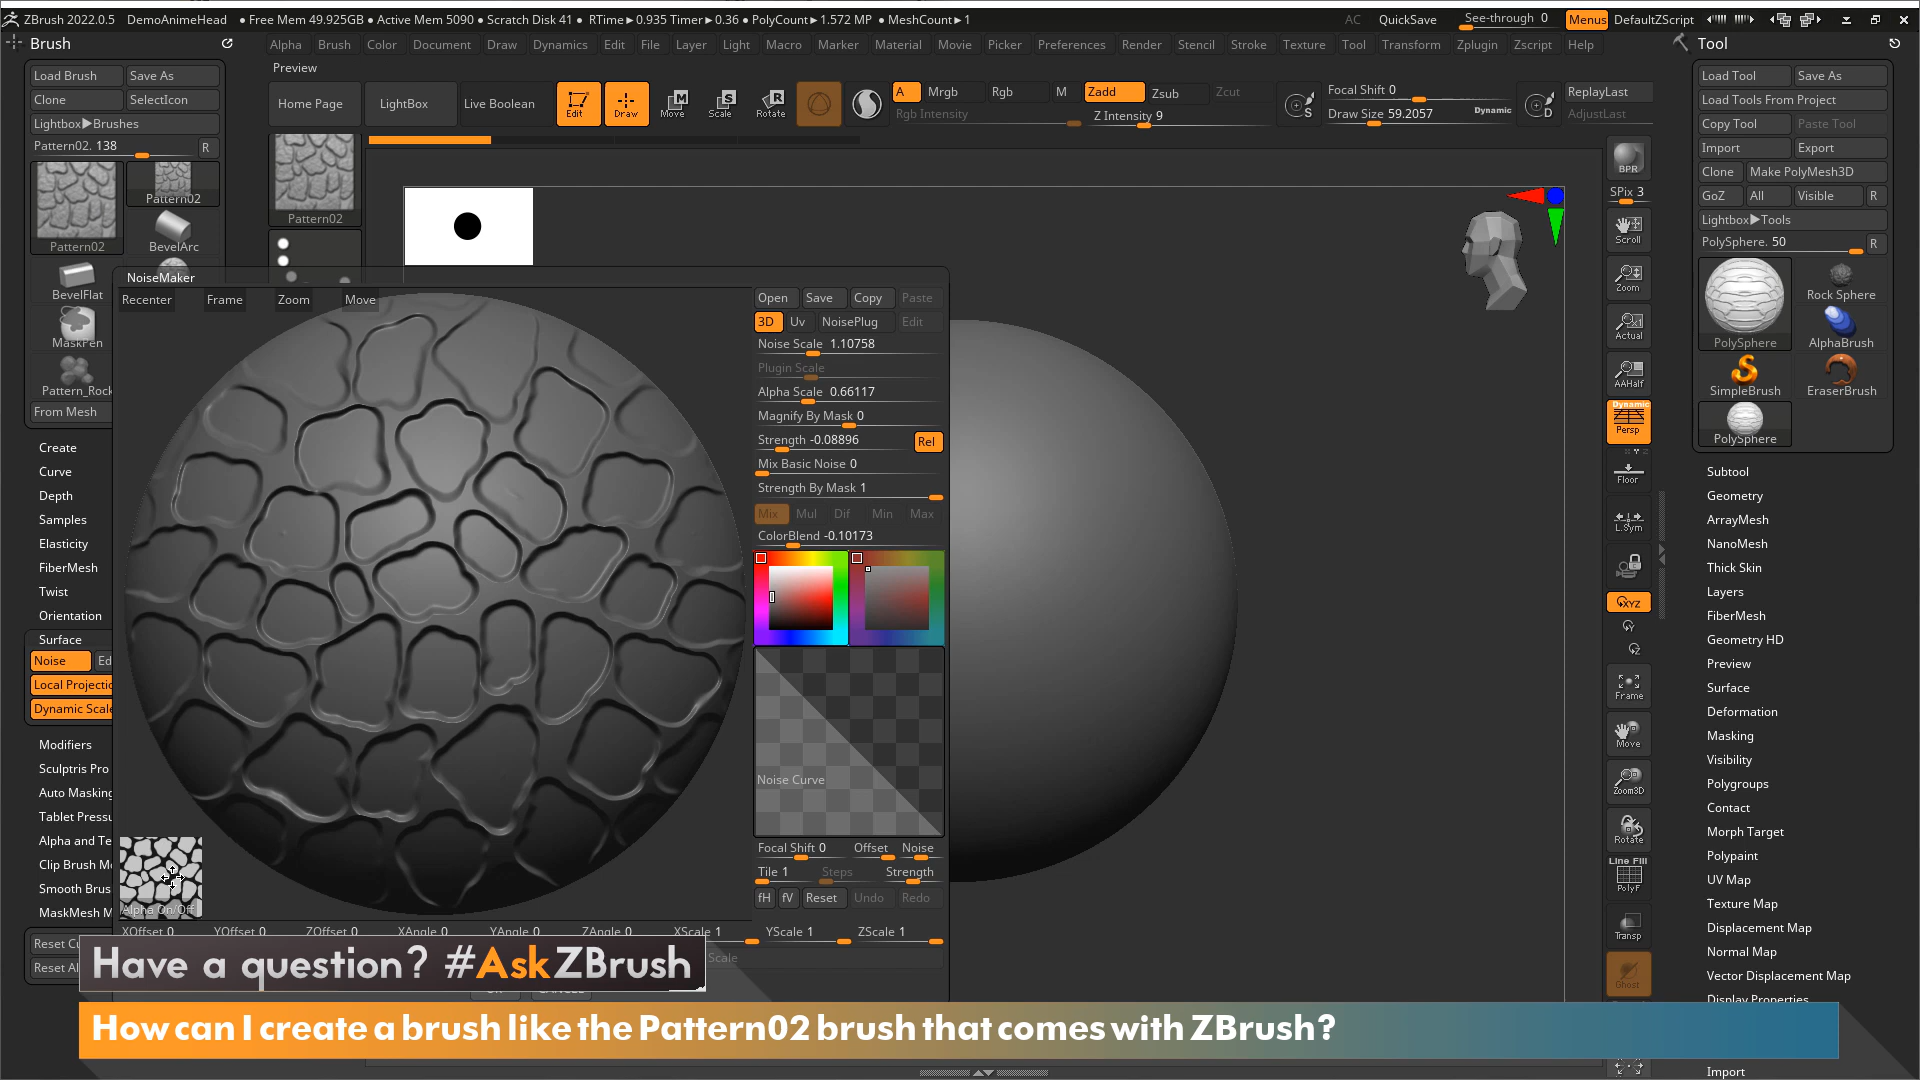 ZBrush 2022.0.5 DemoAnimeHead ● Free Mem 49.925GB ● Active Mem 5090 ● Scratch Disk 41 ● RTime▶0.935 Timer▶0.36 ● PolyCount▶1.572 MP ● MeshCount▶1 AC QuickSave See-through 0 Menus DefaultZScript
Brush
Alpha Brush Color Document Draw Dynamics Edit File Layer Light Macro Marker Material Movie Picker Preferences Render Stencil Stroke Texture Tool Transform Zplugin Zscript Help
Tool
Preview
Load Brush Save As
Clone SelectIcon
Lightbox▶Brushes
Pattern02. 138 R
Pattern02
Pattern02
BevelArc
BevelFlat
MaskPen
Pattern_Rock
From Mesh
Create
Curve
Depth
Samples
Elasticity
FiberMesh
Twist
Orientation
Surface
Noise Ed
Local Projectio
Dynamic Scale
Modifiers
Sculptris Pro
Auto Masking
Tablet Pressu
Alpha and Te
Clip Brush Mo
Smooth Brus
MaskMesh M
Reset Cu
Reset Al
Home Page LightBox Live Boolean Edit Draw Move Scale Rotate
A Mrgb Rgb M Zadd Zsub Zcut
Rgb Intensity Z Intensity 9
S
Focal Shift 0
Draw Size 59.2057 Dynamic
D
ReplayLast
AdjustLast
Pattern02
NoiseMaker
Recenter Frame Zoom Move
Alpha On/Off
Open Save Copy Paste
3D Uv NoisePlug Edit
Noise Scale 1.10758
Plugin Scale
Alpha Scale 0.66117
Magnify By Mask 0
Strength -0.08896 Rel
Mix Basic Noise 0
Strength By Mask 1
Mix Mul Dif Min Max
ColorBlend -0.10173
Noise Curve
Focal Shift 0 Offset Noise
Tile 1 Steps Strength
fH fV Reset Undo Redo
XOffset 0 YOffset 0 ZOffset 0 XAngle 0 YAngle 0 ZAngle 0 XScale 1 YScale 1 ZScale 1
Scale
BPR
SPix 3
Scroll
Zoom
Actual
AAHalf
Dynamic
Persp
Floor
L.Sym
XYZ
Y
Z
Frame
Move
Zoom3D
Rotate
Line Fill
PolyF
Transp
Ghost
Load Tool Save As
Load Tools From Project
Copy Tool Paste Tool
Import Export
Clone Make PolyMesh3D
GoZ All Visible R
Lightbox▶Tools
PolySphere. 50 R
PolySphere
Rock Sphere
AlphaBrush
SimpleBrush EraserBrush
PolySphere
Subtool
Geometry
ArrayMesh
NanoMesh
Thick Skin
Layers
FiberMesh
Geometry HD
Preview
Surface
Deformation
Masking
Visibility
Polygroups
Contact
Morph Target
Polypaint
UV Map
Texture Map
Displacement Map
Normal Map
Vector Displacement Map
Display Properties
Import
Have a question? #AskZBrush
How can I create a brush like the Pattern02 brush that comes with ZBrush?